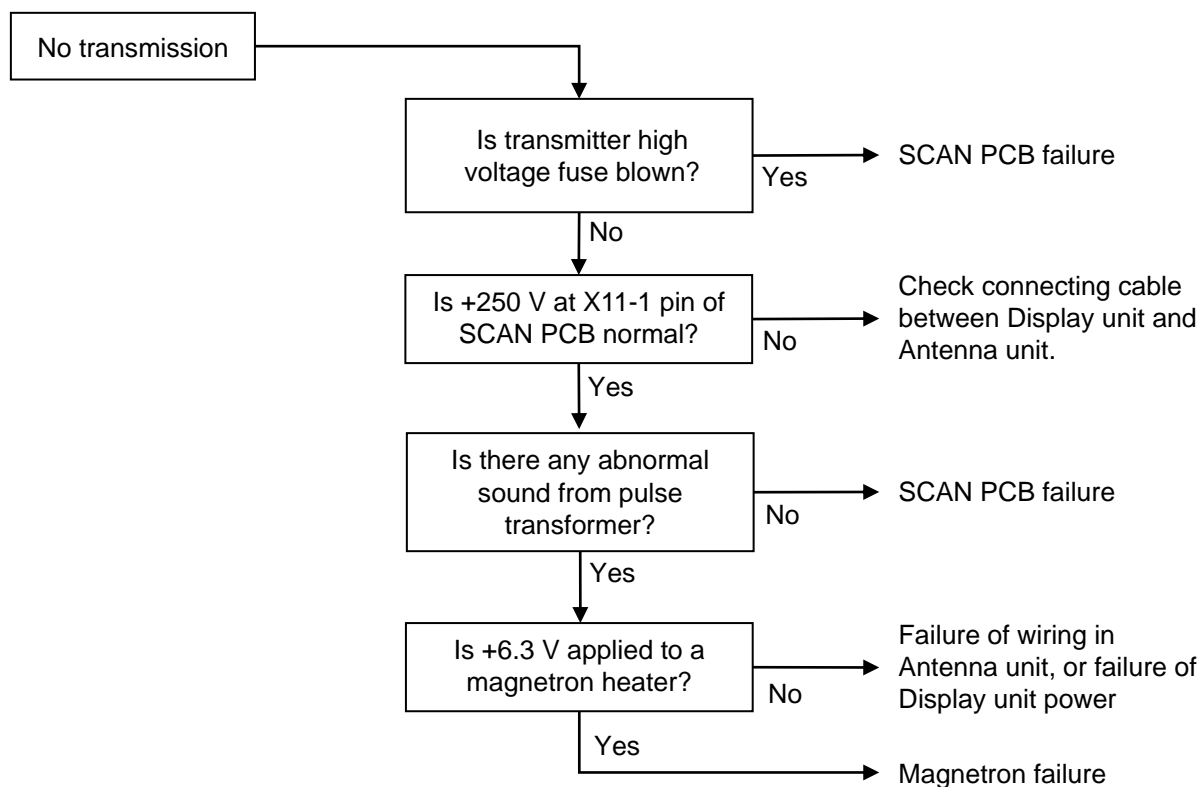 No transmission
Is transmitter high
voltage fuse blown?
Yes
SCAN PCB failure
No
Is +250 V at X11-1 pin of
SCAN PCB normal?
No
Check connecting cable
between Display unit and
Antenna unit.
Yes
Is there any abnormal
sound from pulse
transformer?
No
SCAN PCB failure
Yes
Is +6.3 V applied to a
magnetron heater?
No
Failure of wiring in
Antenna unit, or failure of
Display unit power
Yes
Magnetron failure